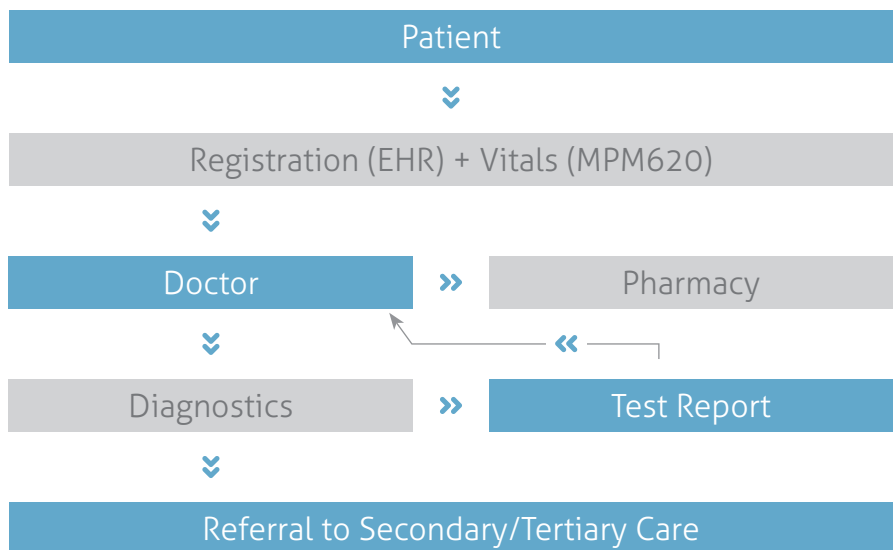 Patient
Registration (EHR) + Vitals (MPM620)
Doctor
Pharmacy
Diagnostics
Test Report
Referral to Secondary/Tertiary Care